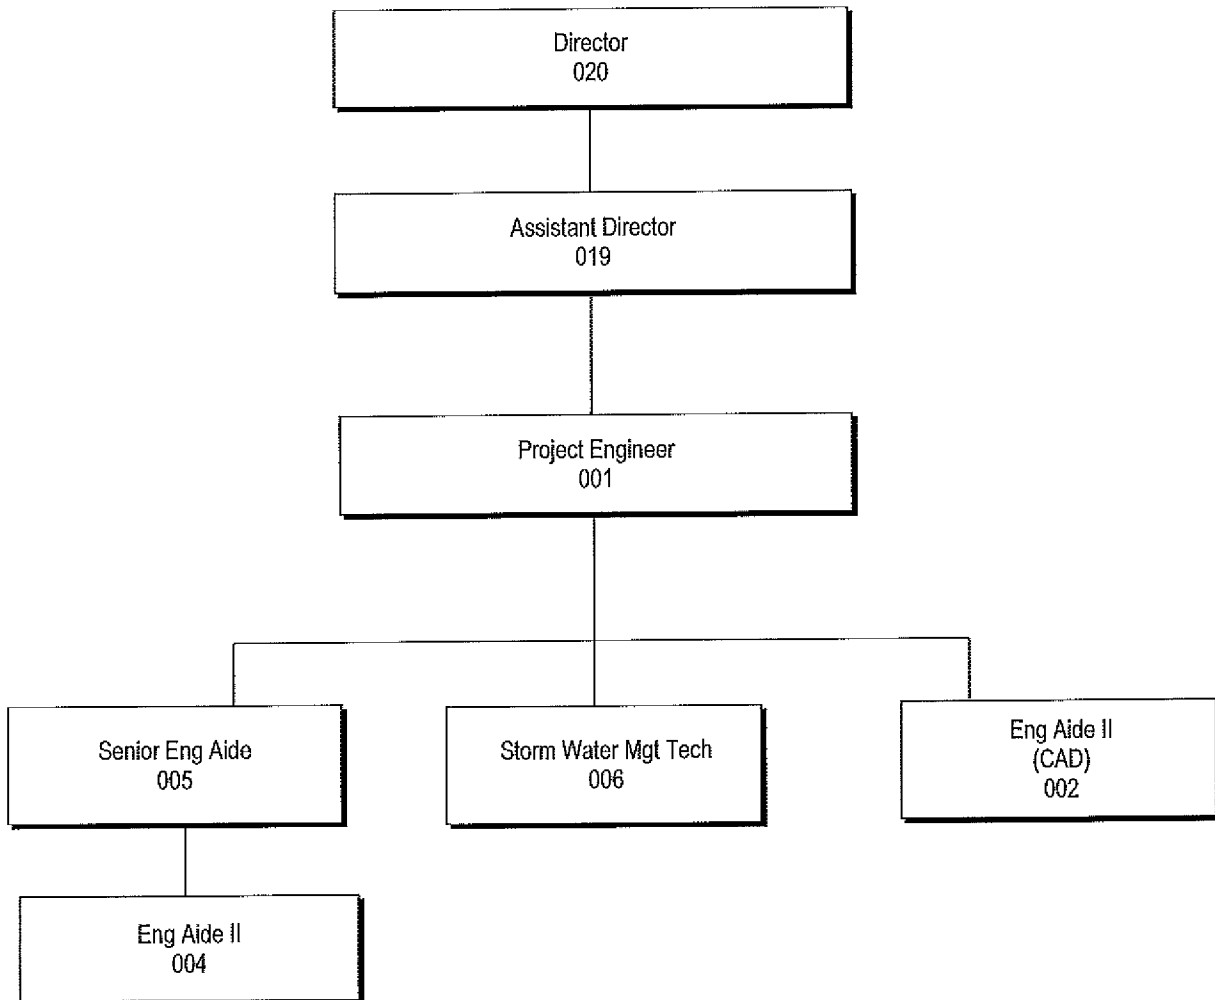 Director
020
Assistant Director
019
Project Engineer
001
Senior Eng Aide
005
Storm Water Mgt Tech
006
Eng Aide II
(CAD)
002
Eng Aide II
004